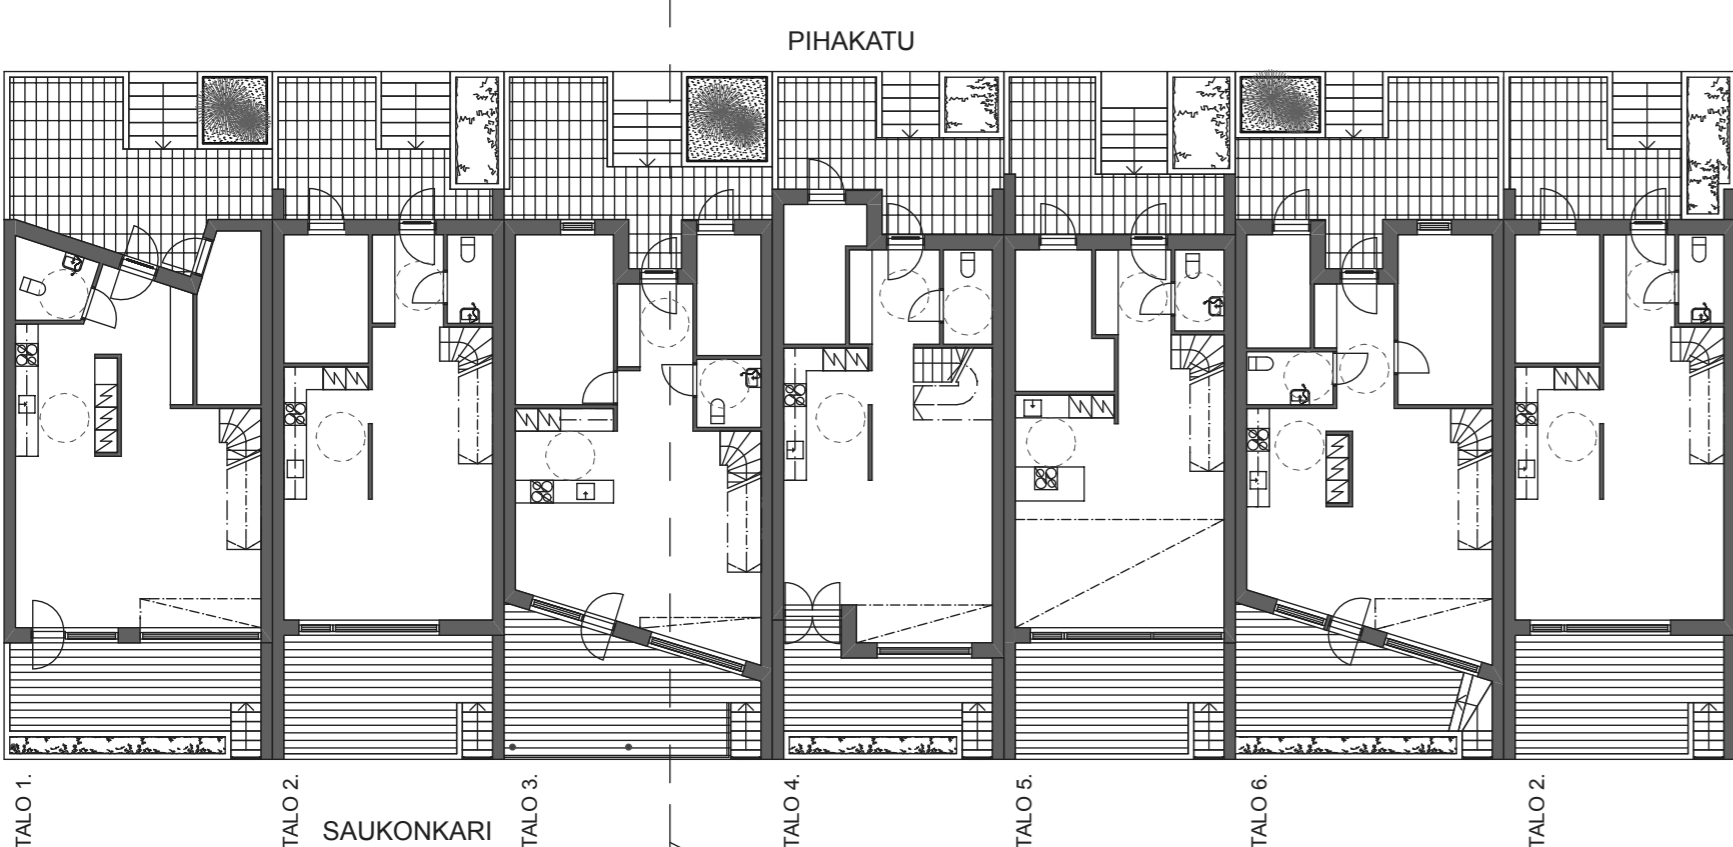 PIHAKATU
TALO 1.
TALO 2.
TALO 3.
TALO 4.
TALO 5.
TALO 6.
TALO 2.
SAUKONKARI